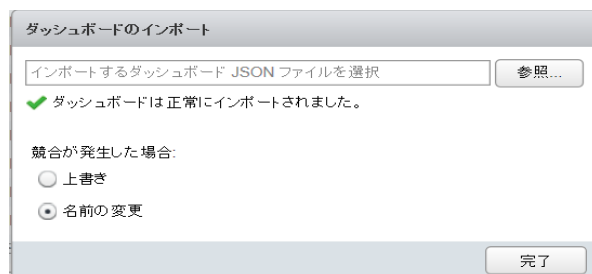 ダッシュボードのインポート
インポートするダッシュボード JSON ファイルを選択
参照...
ダッシュボードは正常にインポートされました。
競合が発生した場合:
上書き
名前の変更
完了